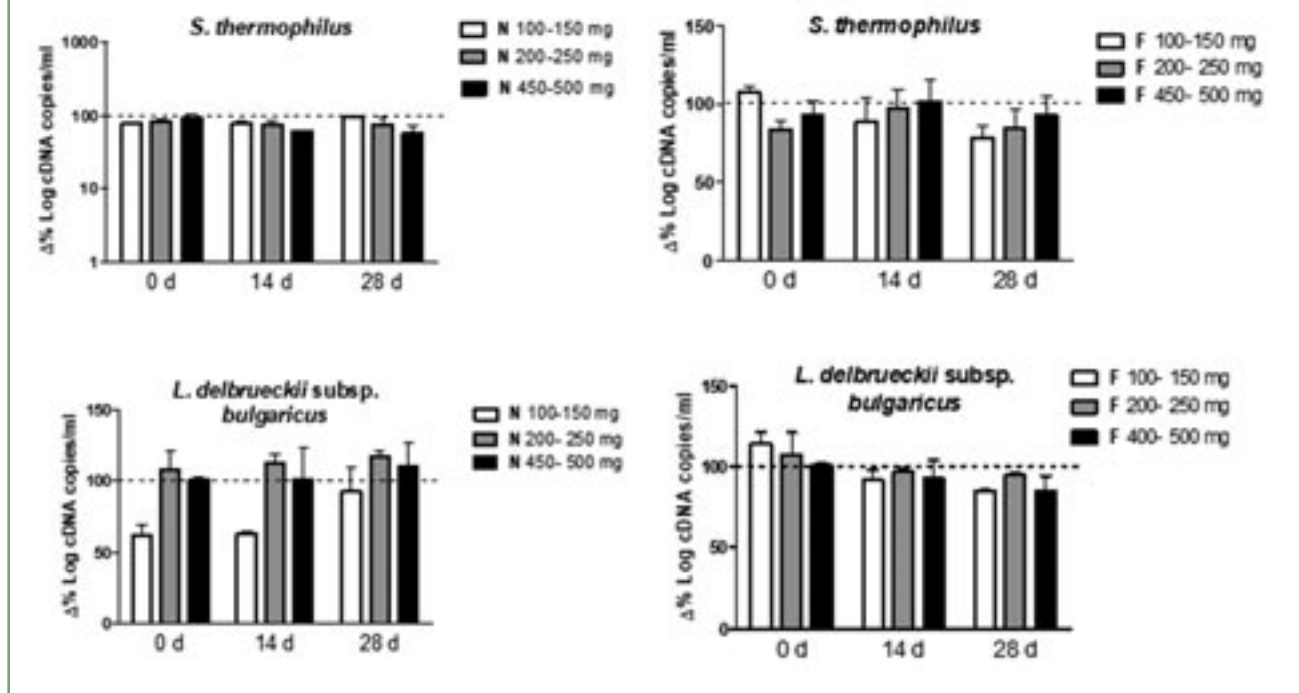 S. thermophilus
N 100-150 mg
N 200-250 mg
N 450-500 mg
Δ% Log cDNA copies/ml
1000
100
10
1
0 d 14 d 28 d
S. thermophilus
F 100-150 mg
F 200- 250 mg
F 450- 500 mg
Δ% Log cDNA copies/ml
150
100
50
0
0 d 14 d 28 d
L. delbrueckii subsp.
bulgaricus
N 100-150 mg
N 200- 250 mg
N 450- 500 mg
Δ% Log cDNA copies/ml
150
100
50
0
0 d 14 d 28 d
L. delbrueckii subsp.
bulgaricus
F 100- 150 mg
F 200- 250 mg
F 400- 500 mg
Δ% Log cDNA copies/ml
150
100
50
0
0 d 14 d 28 d